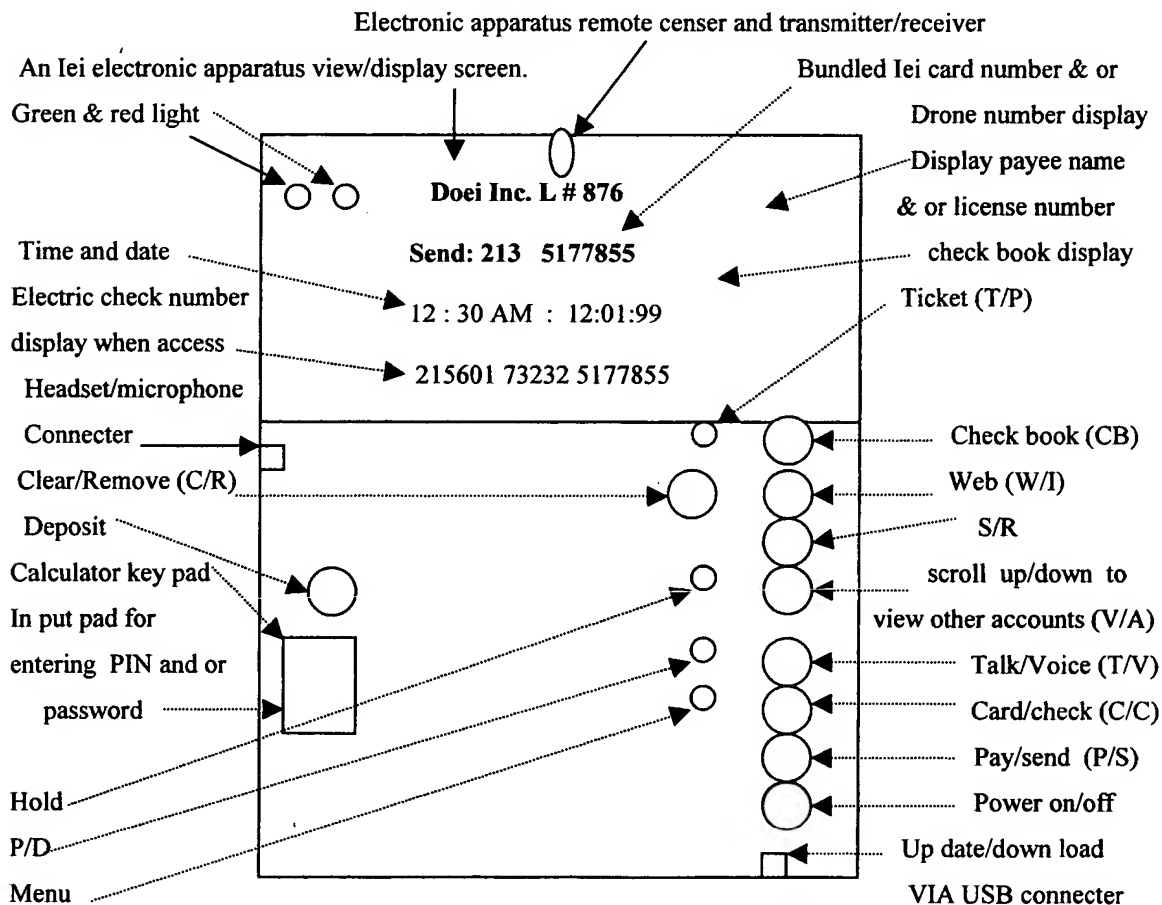 Electronic apparatus remote censer and transmitter/receiver
An Iei electronic apparatus view/display screen.
Bundled Iei card number & or
Green & red light
Drone number display
Display payee name
Doei Inc. L # 876
& or license number
Time and date
Send: 213 5177855
check book display
Electric check number
12 : 30 AM : 12:01:99
Ticket (T/P)
display when access
215601 73232 5177855
Headset/microphone
Connecter
Check book (CB)
Clear/Remove (C/R)
Web (W/I)
Deposit
S/R
Calculator key pad
scroll up/down to
In put pad for
view other accounts (V/A)
entering PIN and or
Talk/Voice (T/V)
password
Card/check (C/C)
Pay/send (P/S)
Hold
Power on/off
P/D
Up date/down load
Menu
VIA USB connecter